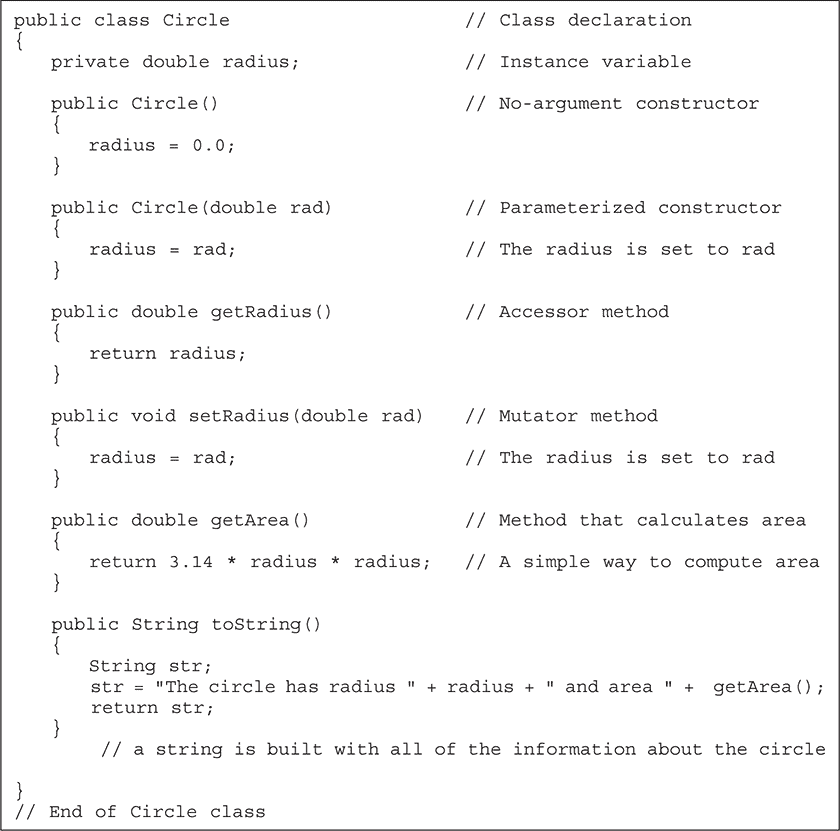 public class Circle // Class declaration
{
private double radius; // Instance variable
public Circle() // No-argument constructor
{
radius = 0.0;
}
public Circle(double rad) // Parameterized constructor
{
radius = rad; // The radius is set to rad
}
public double getRadius() // Accessor method
{
return radius;
}
public void setRadius(double rad) // Mutator method
{
radius = rad; // The radius is set to rad
}
public double getArea() // Method that calculates area
{
return 3.14 * radius * radius; // A simple way to compute area
}
public String toString()
{
String str;
str = "The circle has radius " + radius + " and area " + getArea();
return str;
}
// a string is built with all of the information about the circle
}
// End of Circle class